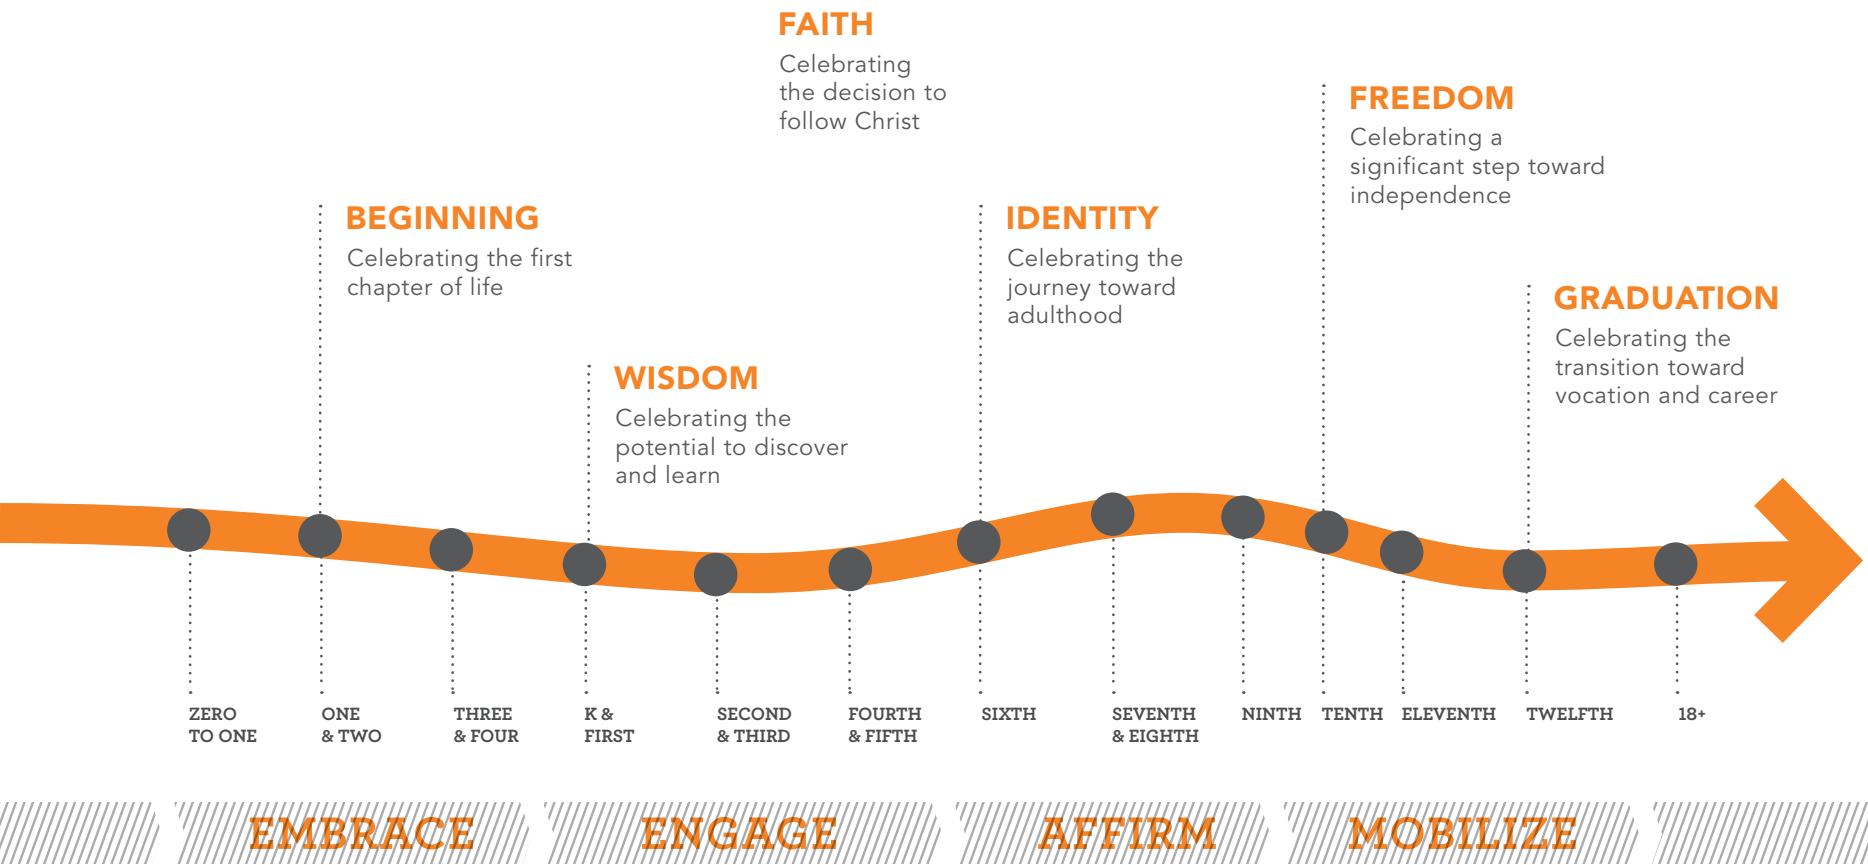 FAITH
Celebrating
the decision to
follow Christ
FREEDOM
Celebrating a
significant step toward
independence
BEGINNING
Celebrating the first
chapter of life
IDENTITY
Celebrating the
journey toward
adulthood
GRADUATION
Celebrating the
transition toward
vocation and career
WISDOM
Celebrating the
potential to discover
and learn
ZERO
TO ONE
ONE
& TWO
THREE
& FOUR
K &
FIRST
SECOND
& THIRD
FOURTH
& FIFTH
SIXTH
SEVENTH
& EIGHTH
NINTH
TENTH
ELEVENTH
TWELFTH
18+
EMBRACE
ENGAGE
AFFIRM
MOBILIZE